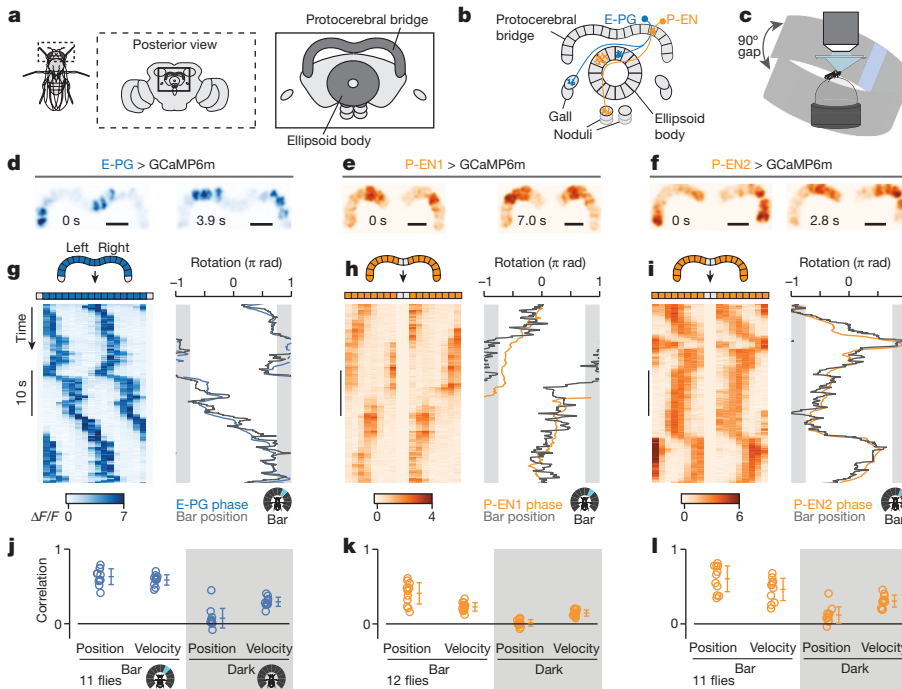 a
Posterior view
Protocerebral bridge
Ellipsoid body
b
Protocerebral bridge
E-PG
P-EN
Gall
Noduli
Ellipsoid body
c
90° gap
d
E-PG > GCaMP6m
0 s
3.9 s
e
P-EN1 > GCaMP6m
0 s
7.0 s
f
P-EN2 > GCaMP6m
0 s
2.8 s
g
Left Right
Rotation (π rad)
–1 0 1
Time
10 s
ΔF/F
0 7
E-PG phase
Bar position
Bar
h
Rotation (π rad)
–1 0 1
0 4
P-EN1 phase
Bar position
Bar
i
Rotation (π rad)
–1 0 1
0 6
P-EN2 phase
Bar position
Bar
j
Correlation
1
0
Position Velocity Position Velocity
Bar Dark
11 flies
k
1
0
Position Velocity Position Velocity
Bar Dark
12 flies
l
1
0
Position Velocity Position Velocity
Bar Dark
11 flies